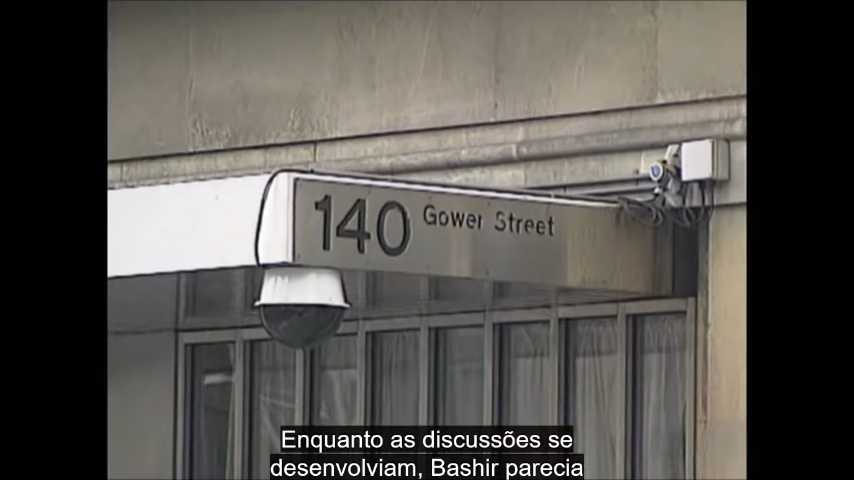 140 Gower Street
Enquanto as discussões se
desenvolviam, Bashir parecia